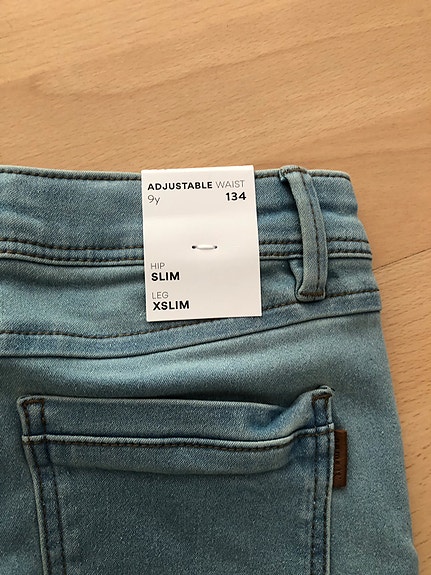 ADJUSTABLE WAIST
9y 134
HIP
SLIM
LEG
XSLIM